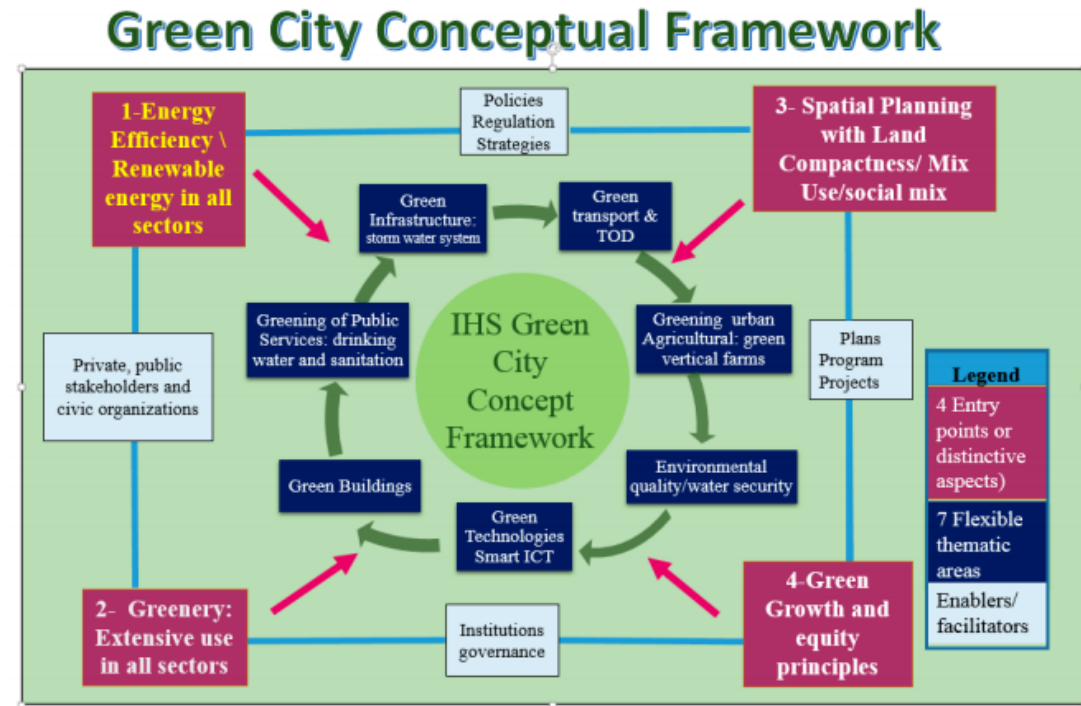 Green City Conceptual Framework
1-Energy
Efficiency \
Renewable
energy in all
sectors
Policies
Regulation
Strategies
3- Spatial Planning
with Land
Compactness/ Mix
Use/social mix
Green
Infrastructure:
storm water system
Green
transport &
TOD
Greening of Public
Services: drinking
water and sanitation
IHS Green
City
Concept
Framework
Greening urban
Agricultural: green
vertical farms
Private, public
stakeholders and
civic organizations
Plans
Program
Projects
Green Buildings
Environmental
quality/water security
Green
Technologies
Smart ICT
2- Greenery:
Extensive use
in all sectors
Institutions
governance
4-Green
Growth and
equity
principles
Legend
4 Entry
points or
distinctive
aspects)
7 Flexible
thematic
areas
Enablers/
facilitators